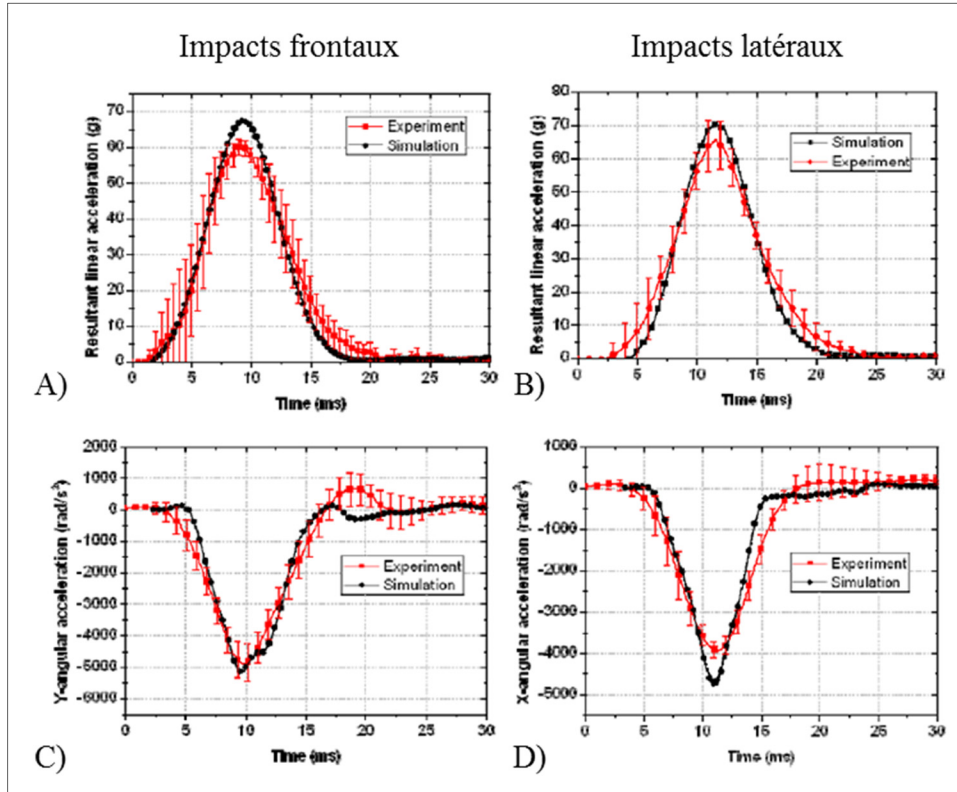 Impacts frontaux
Impacts latéraux
Resultant linear acceleration (g)
70
60
50
40
30
20
10
0
Experiment
Simulation
0 5 10 15 20 25 30
Time (ms)
A)
Resultant linear acceleration (g)
80
70
60
50
40
30
20
10
0
Simulation
Experiment
0 5 10 15 20 25 30
Time (ms)
B)
Y-angular acceleration (rad/s²)
2000
1000
0
-1000
-2000
-3000
-4000
-5000
-6000
Experiment
Simulation
0 5 10 15 20 25 30
Time (ms)
C)
X-angular acceleration (rad/s²)
1000
0
-1000
-2000
-3000
-4000
-5000
Experiment
Simulation
0 5 10 15 20 25 30
Time (ms)
D)